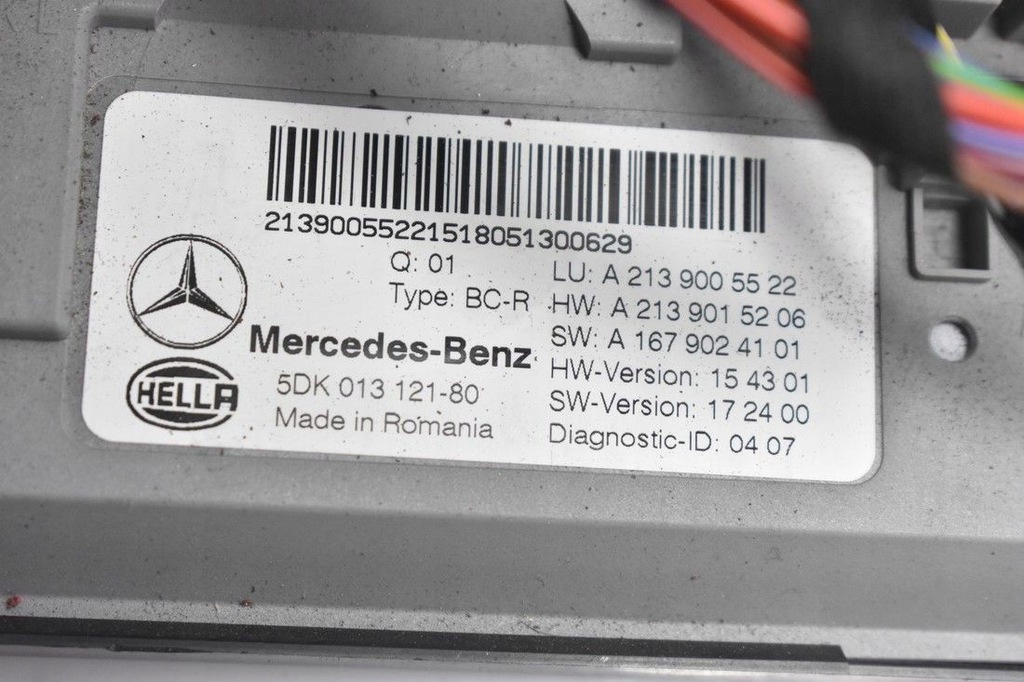 21390055221518051300629
Q: 01
Type: BC-R
LU: A 213 900 55 22
HW: A 213 901 52 06
SW: A 167 902 41 01
HW-Version: 15 43 01
SW-Version: 17 24 00
Diagnostic-ID: 04 07
Mercedes-Benz
HELLA
5DK 013 121-80
Made in Romania